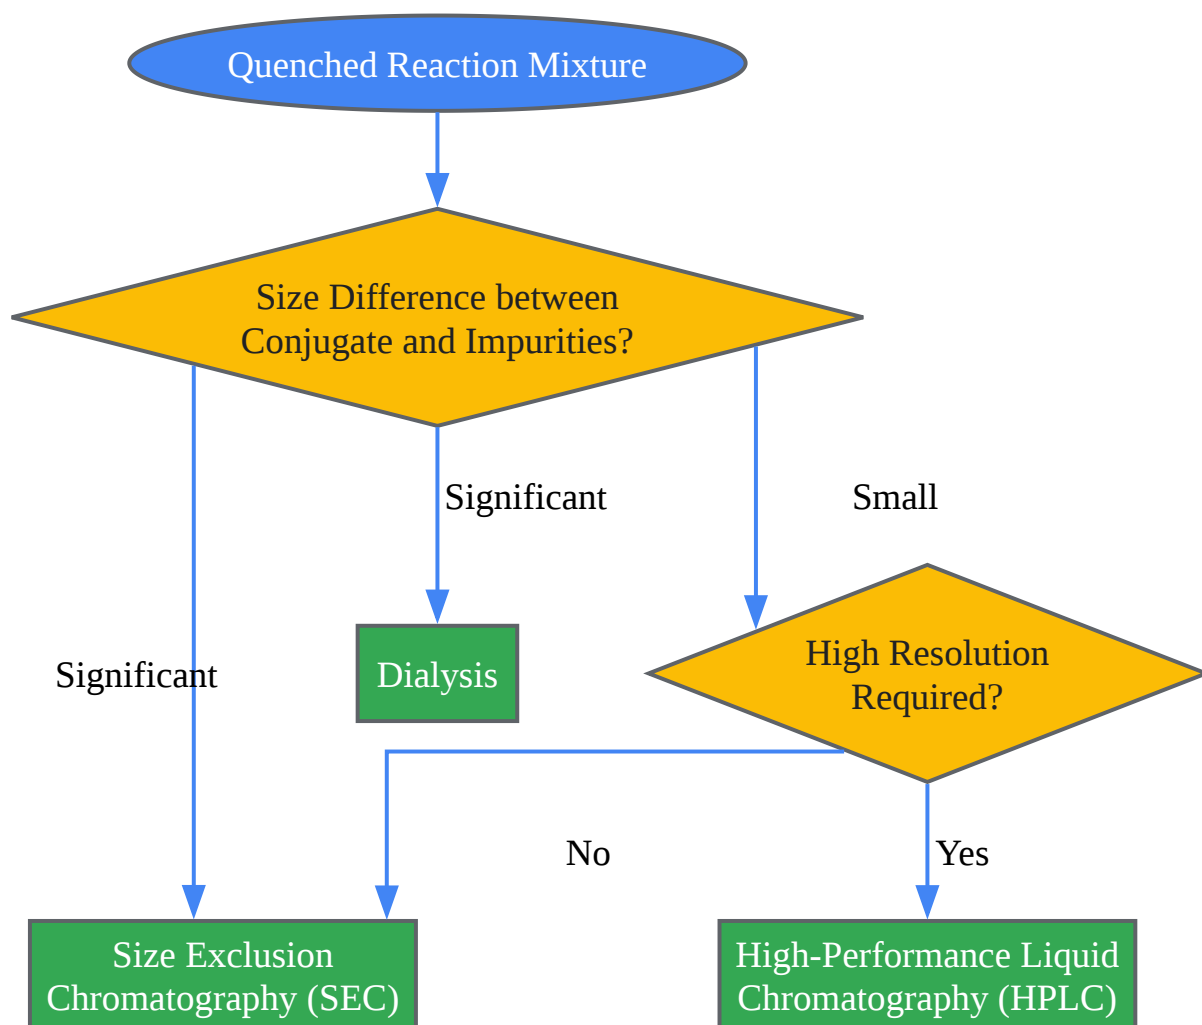 Quenched Reaction Mixture
Size Difference between
Conjugate and Impurities?
Significant
Small
High Resolution
Required?
Significant
Dialysis
No
Yes
Size Exclusion
Chromatography (SEC)
High-Performance Liquid
Chromatography (HPLC)